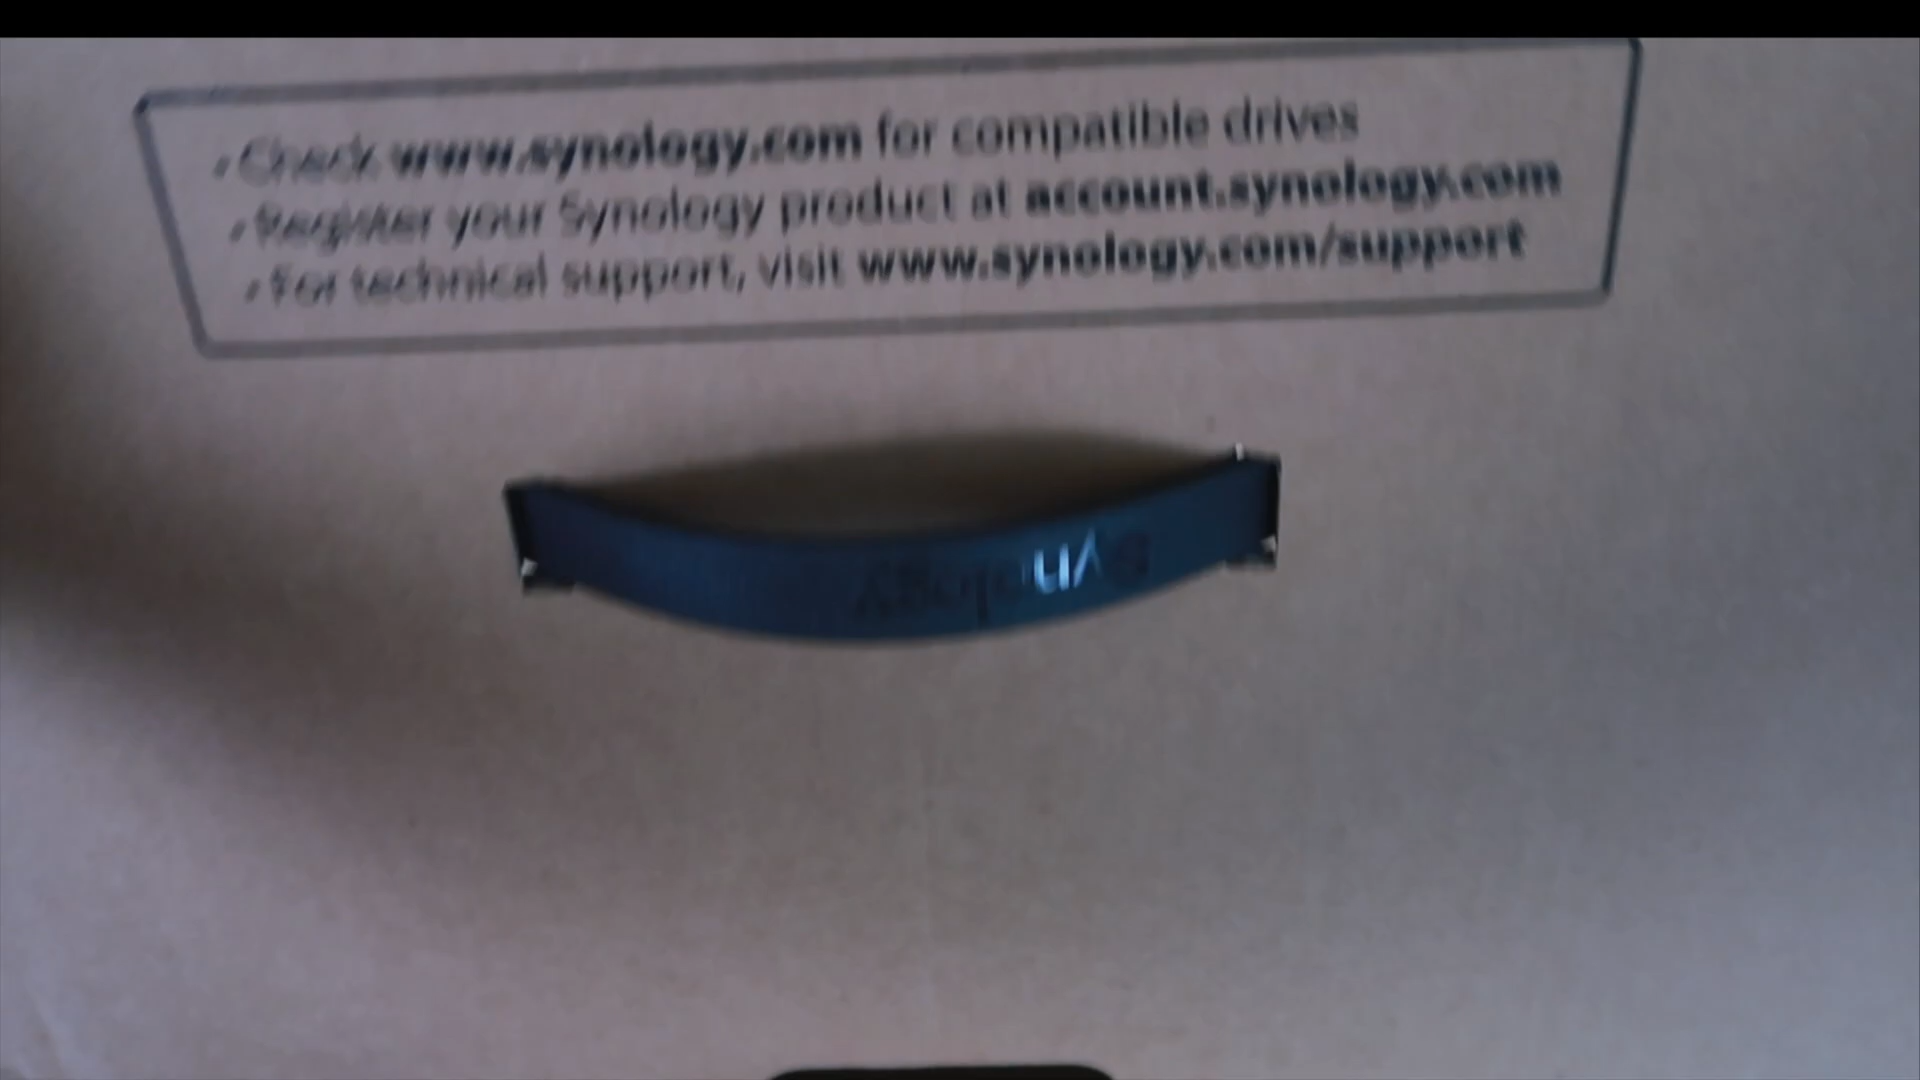 • Check www.synology.com for compatible drives
• Register your Synology product at account.synology.com
• For technical support, visit www.synology.com/support
Synology